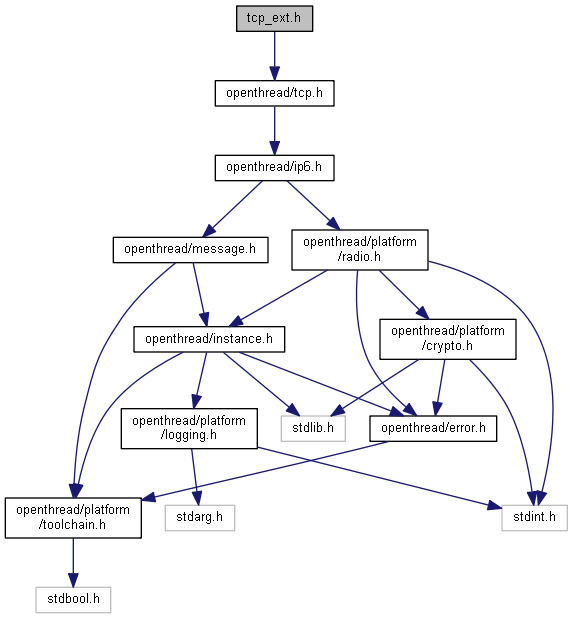 tcp_ext.h
openthread/tcp.h
openthread/ip6.h
openthread/message.h
openthread/platform
/radio.h
openthread/instance.h
openthread/platform
/crypto.h
openthread/platform
/logging.h
stdlib.h
openthread/error.h
openthread/platform
/toolchain.h
stdarg.h
stdint.h
stdbool.h